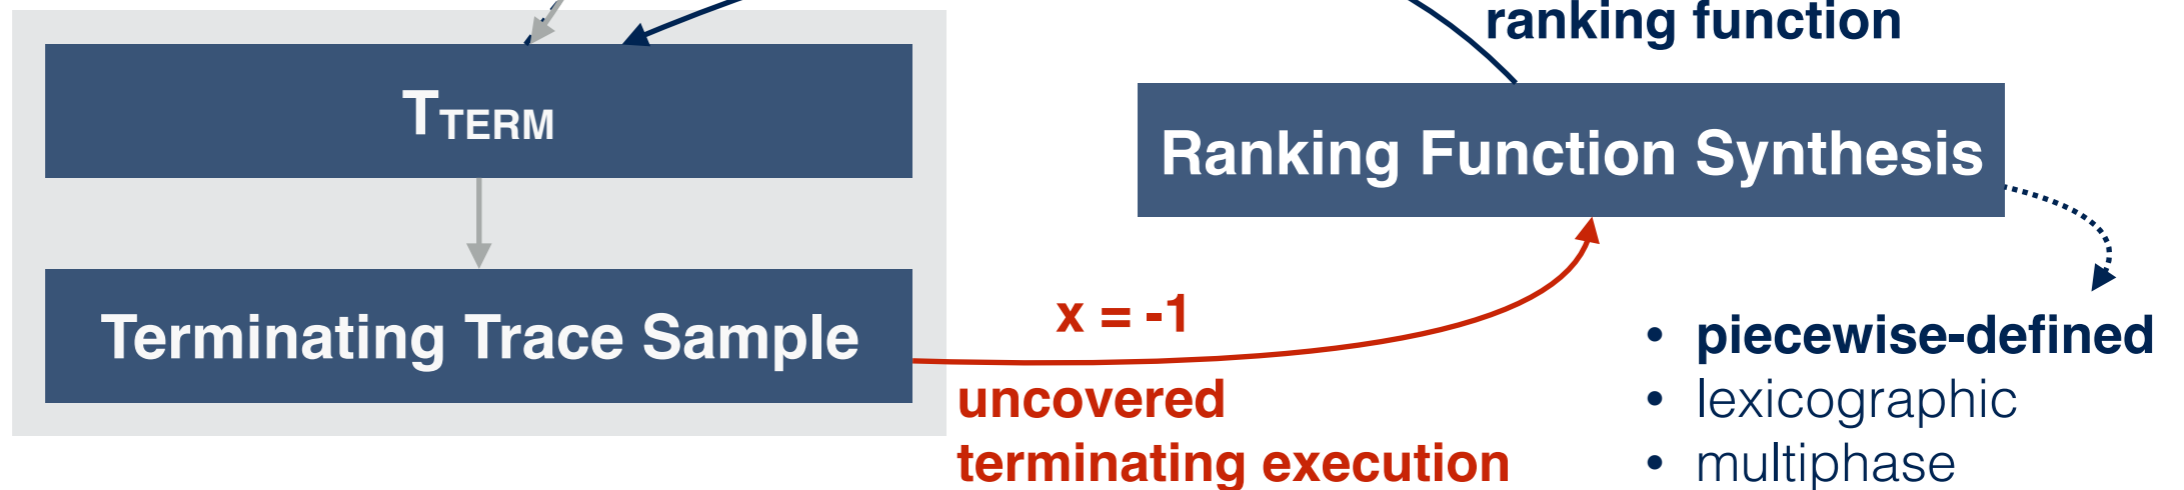 ranking function
TTERM
Ranking Function Synthesis
Terminating Trace Sample
x = -1
uncovered
terminating execution
• piecewise-defined
• lexicographic
• multiphase